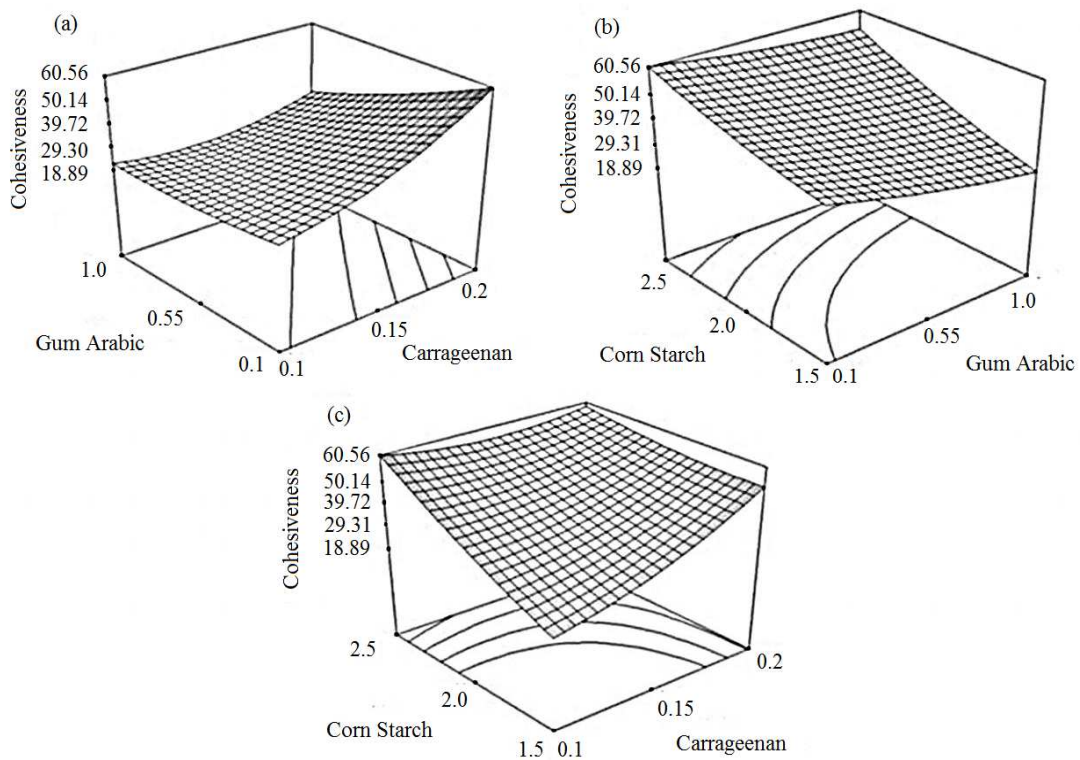 (a)
60.56
50.14
39.72
29.30
18.89
Cohesiveness
1.0
0.55
0.1
Gum Arabic
0.1
0.15
0.2
Carrageenan
(b)
60.56
50.14
39.72
29.31
18.89
Cohesiveness
2.5
2.0
1.5
Corn Starch
0.1
0.55
1.0
Gum Arabic
(c)
60.56
50.14
39.72
29.31
18.89
Cohesiveness
2.5
2.0
1.5
Corn Starch
0.1
0.15
0.2
Carrageenan